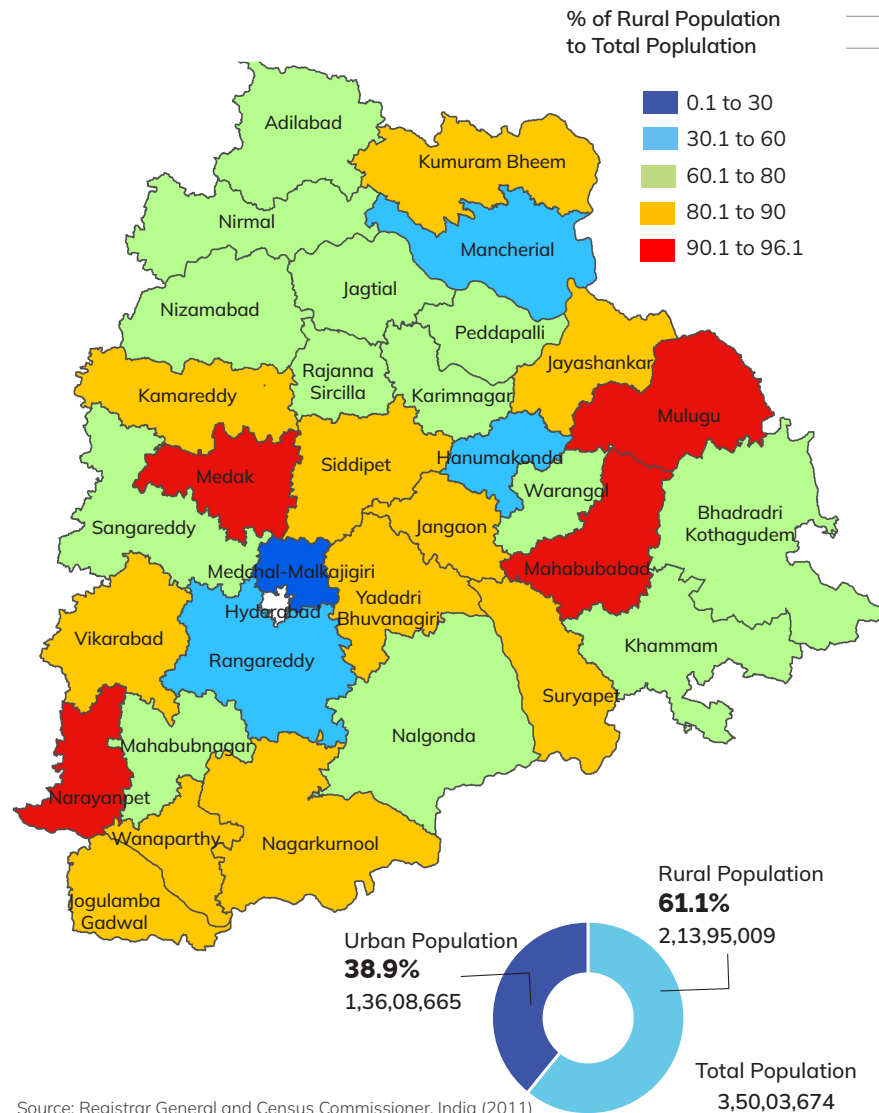 % of Rural Population
to Total Poplulation
0.1 to 30
30.1 to 60
60.1 to 80
80.1 to 90
90.1 to 96.1
Adilabad
Kumuram Bheem
Nirmal
Mancherial
Jagtial
Nizamabad
Peddapalli
Jayashankar
Rajanna
Sircilla
Kamareddy
Karimnagar
Mulugu
Hanumakonda
Siddipet
Medak
Warangal
Bhadradri
Kothagudem
Sangareddy
Jangaon
Mahabubabad
Medchal-Malkajigiri
Yadadri
Bhuvanagiri
Hyderabad
Vikarabad
Khammam
Rangareddy
Suryapet
Nalgonda
Mahabubnagar
Narayanpet
Wanaparthy
Nagarkurnool
Jogulamba
Gadwal
Rural Population
61.1%
2,13,95,009
Urban Population
38.9%
1,36,08,665
Total Population
3,50,03,674
Source: Registrar General and Census Commissioner, India (2011)